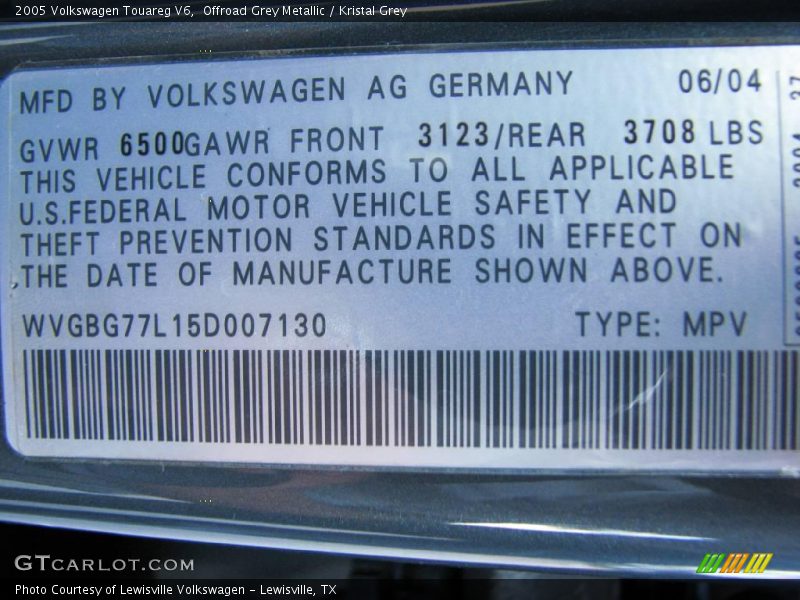 2005 Volkswagen Touareg V6,  Offroad Grey Metallic / Kristal Grey
MFD BY VOLKSWAGEN AG GERMANY 06/04
GVWR 6500GAWR FRONT 3123/REAR 3708 LBS
THIS VEHICLE CONFORMS TO ALL APPLICABLE
U.S.FEDERAL MOTOR VEHICLE SAFETY AND
THEFT PREVENTION STANDARDS IN EFFECT ON
THE DATE OF MANUFACTURE SHOWN ABOVE.
WVGBG77L15D007130 TYPE: MPV
GTCARLOT.COM
Photo Courtesy of Lewisville Volkswagen – Lewisville, TX